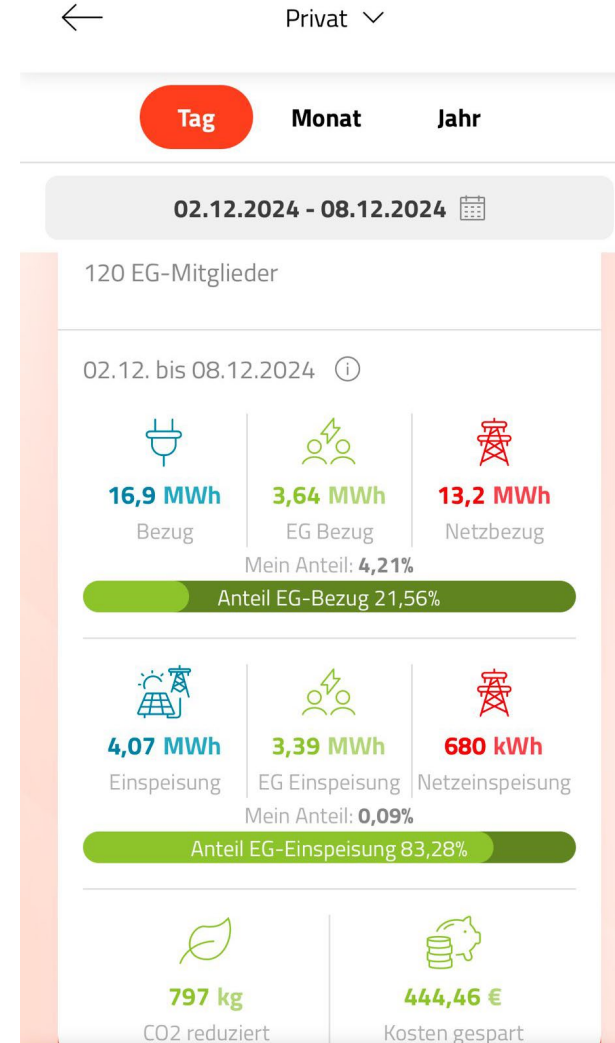 Privat
Tag Monat Jahr
02.12.2024 - 08.12.2024
120 EG-Mitglieder
02.12. bis 08.12.2024
16,9 MWh 3,64 MWh 13,2 MWh
Bezug EG Bezug Netzbezug
Mein Anteil: 4,21%
Anteil EG-Bezug 21,56%
4,07 MWh 3,39 MWh 680 kWh
Einspeisung EG Einspeisung Netzeinspeisung
Mein Anteil: 0,09%
Anteil EG-Einspeisung 83,28%
797 kg 444,46 €
CO2 reduziert Kosten gespart